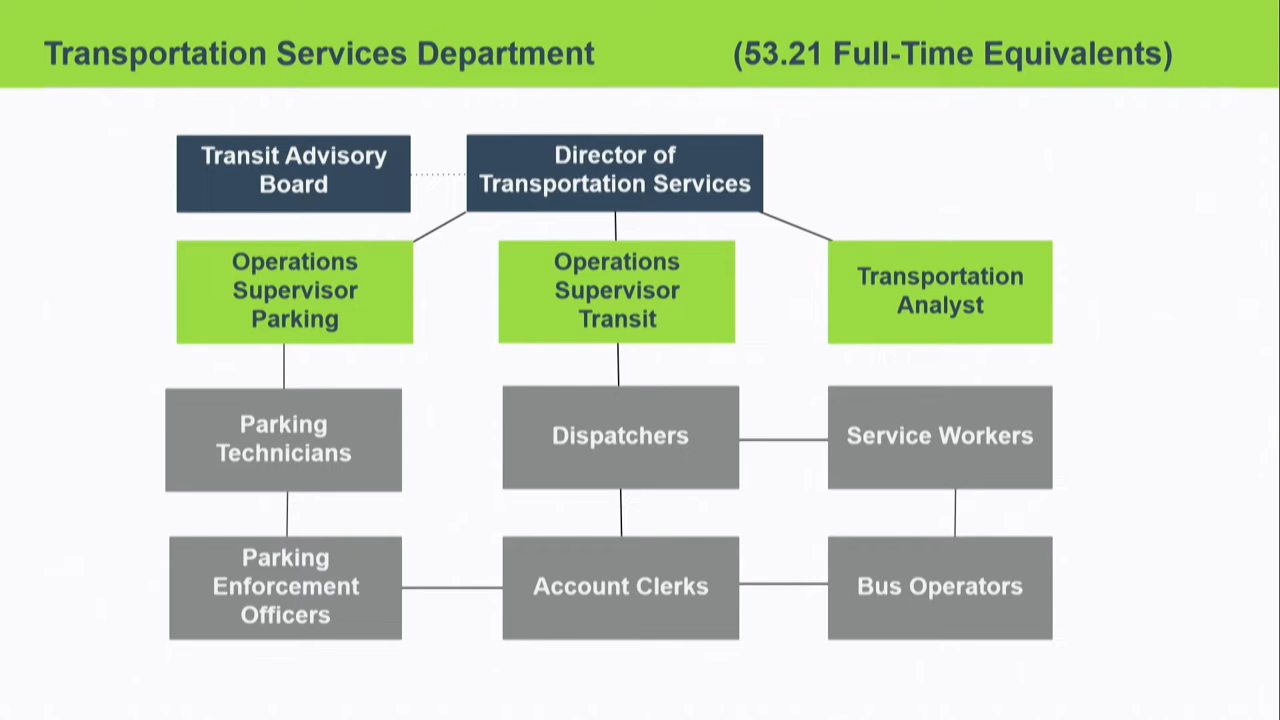 Transportation Services Department (53.21 Full-Time Equivalents)
Transit Advisory
Board
Director of
Transportation Services
Operations
Supervisor
Parking
Operations
Supervisor
Transit
Transportation
Analyst
Parking
Technicians
Dispatchers
Service Workers
Parking
Enforcement
Officers
Account Clerks
Bus Operators